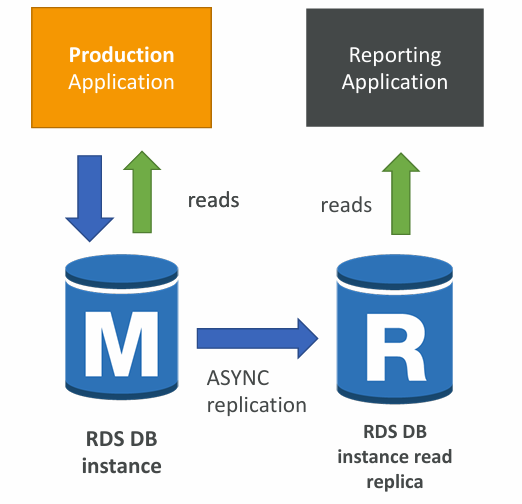 Production
Application
Reporting
Application
reads
reads
M
R
ASYNC
replication
RDS DB
instance
RDS DB
instance read
replica